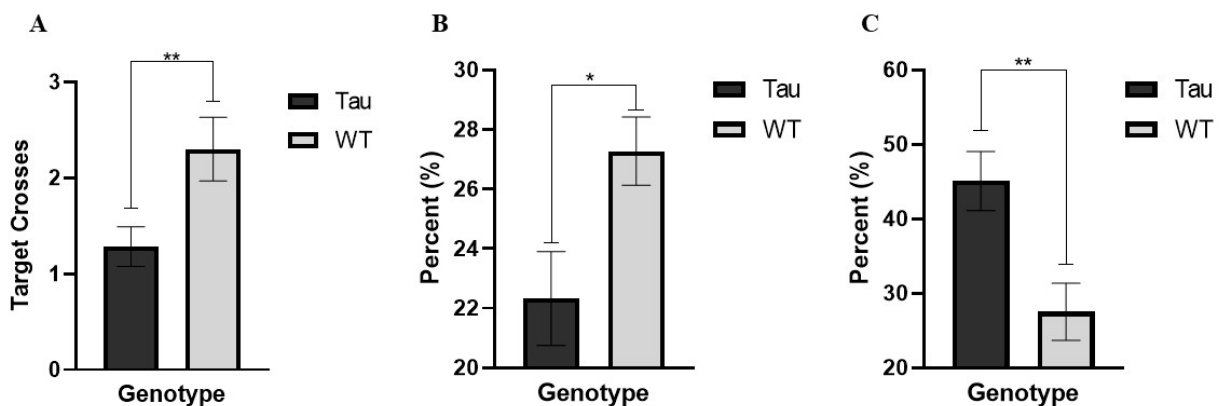 A
Target Crosses
3
2
1
0
**
Tau
WT
Genotype
B
Percent (%)
30
28
26
24
22
20
*
Tau
WT
Genotype
C
Percent (%)
60
50
40
30
20
**
Tau
WT
Genotype